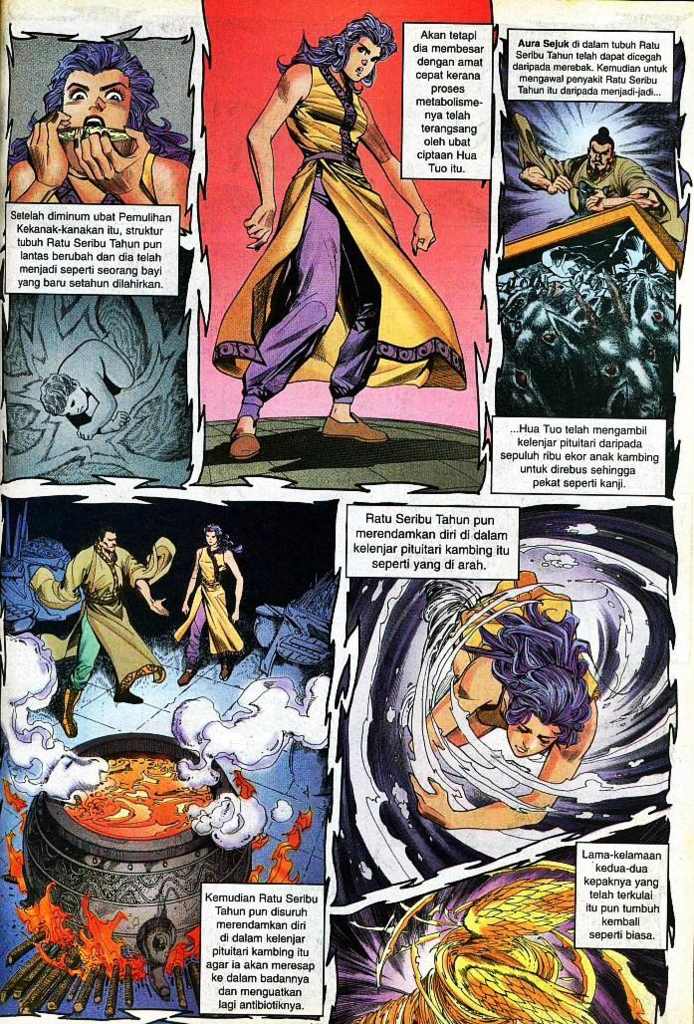 Setelah diminum ubat Pemulihan
Kekanak-kanakan itu, struktur
tubuh Ratu Seribu Tahun pun
lantas berubah dan dia telah
menjadi seperti seorang bayi
yang baru setahun dilahirkan.
Akan tetapi
dia membesar
dengan amat
cepat kerana
proses
metabolisme-
nya telah
terangsang
oleh ubat
ciptaan Hua
Tuo itu.
Aura Sejuk di dalam tubuh Ratu
Seribu Tahun telah dapat dicegah
daripada merebak. Kemudian untuk
mengawal penyakit Ratu Seribu
Tahun itu daripada menjadi-jadi...
...Hua Tuo telah mengambil
kelenjar pituitari daripada
sepuluh ribu ekor anak kambing
untuk direbus sehingga
pekat seperti kanji.
Kemudian Ratu Seribu
Tahun pun disuruh
merendamkan diri di
dalam kelenjar
pituitari kambing itu
agar ia akan meresap
ke dalam badannya
dan menguatkan
lagi antibiotiknya.
Ratu Seribu Tahun pun
merendamkan diri di dalam
kelenjar pituitari kambing itu
seperti yang di arah.
Lama-kelamaan
kedua-dua
kepaknya yang
telah terkulai
itu pun tumbuh
kembali
seperti biasa.